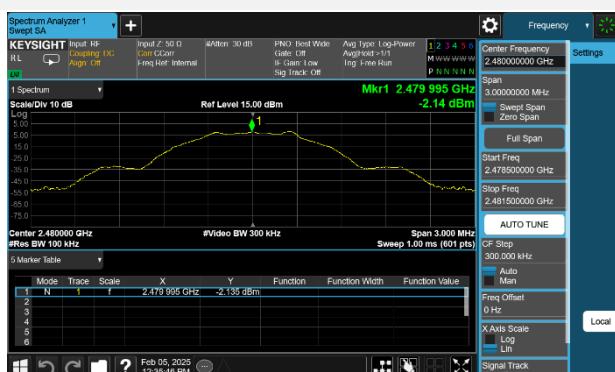 Spectrum Analyzer 1
Swept SA
+
Frequency
KEYSIGHT
RL
Input: RF
Coupling: DC
Align: Off
Input Z: 50 Ω
Corr CCorr
Freq Ref: Internal
#Atten: 30 dB
PNO: Best Wide
Gate: Off
IF Gain: Low
Sig Track: Off
Avg Type: Log-Power
Avg|Hold:>1/1
Trig: Free Run
1 2 3 4 5 6
M W W W W W
P N N N N N
1 Spectrum
Scale/Div 10 dB
Ref Level 15.00 dBm
Mkr1 2.479 995 GHz
-2.14 dBm
Log
5.00
-5.00
-15.0
-25.0
-35.0
-45.0
-55.0
-65.0
-75.0
1
Center 2.480000 GHz
#Video BW 300 kHz
Span 3.000 MHz
#Res BW 100 kHz
Sweep 1.00 ms (601 pts)
5 Marker Table
Mode Trace Scale X Y Function Function Width Function Value
1 N 1 f 2.479 995 GHz -2.135 dBm
2
3
4
5
6
Center Frequency
2.480000000 GHz
Settings
Span
3.00000000 MHz
Swept Span
Zero Span
Full Span
Start Freq
2.478500000 GHz
Stop Freq
2.481500000 GHz
AUTO TUNE
CF Step
300.000 kHz
Auto
Man
Freq Offset
0 Hz
X Axis Scale
Log
Lin
Signal Track
Local
?
Feb 05, 2025
12:35:46 PM